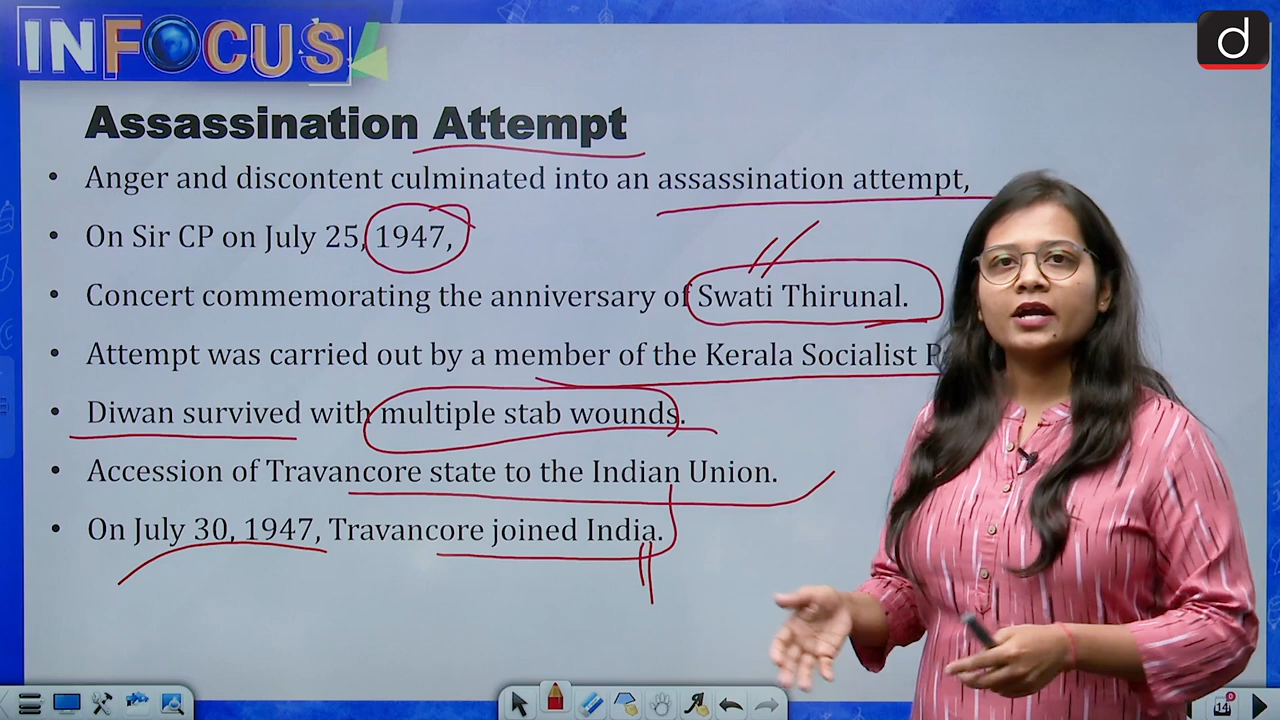 INFOCUS
d
Assassination Attempt
• Anger and discontent culminated into an assassination attempt,
• On Sir CP on July 25, 1947,
• Concert commemorating the anniversary of Swati Thirunal.
• Attempt was carried out by a member of the Kerala Socialist
• Diwan survived with multiple stab wounds.
• Accession of Travancore state to the Indian Union.
• On July 30, 1947, Travancore joined India.
14